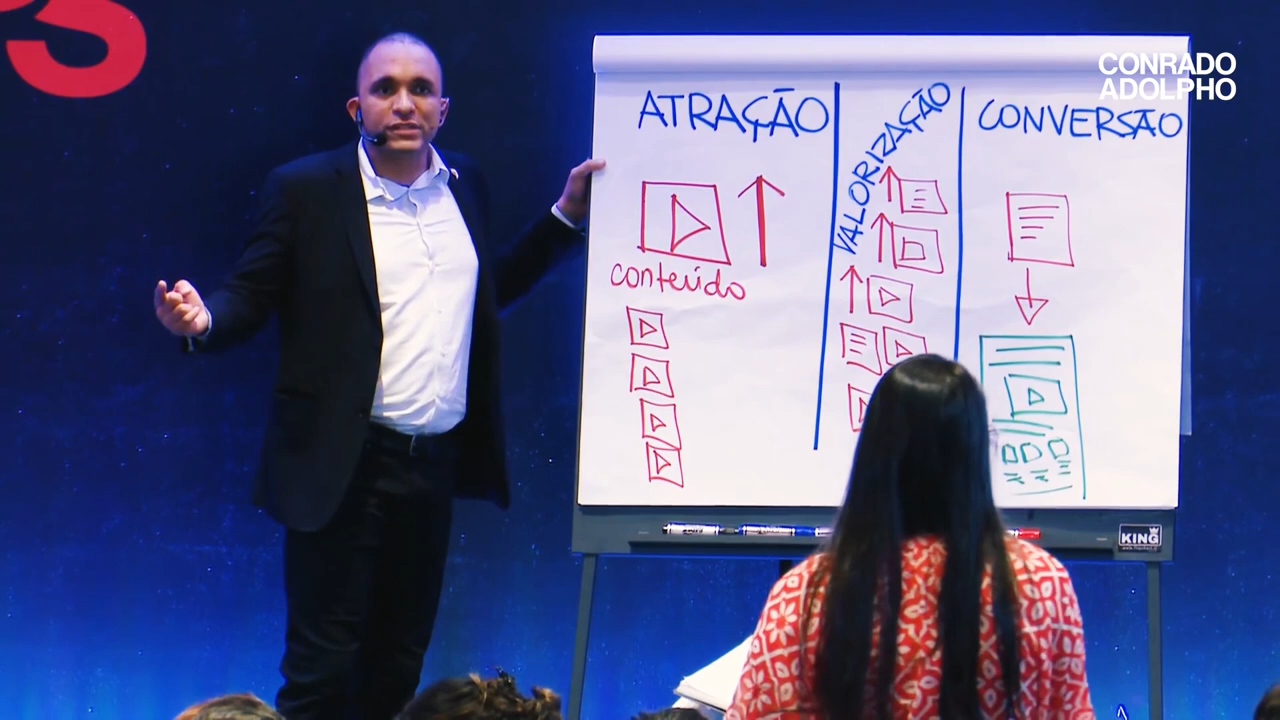 CONRADO
ADOLPHO
ATRAÇÃO
VALORIZAÇÃO
CONVERSÃO
conteúdo
KING